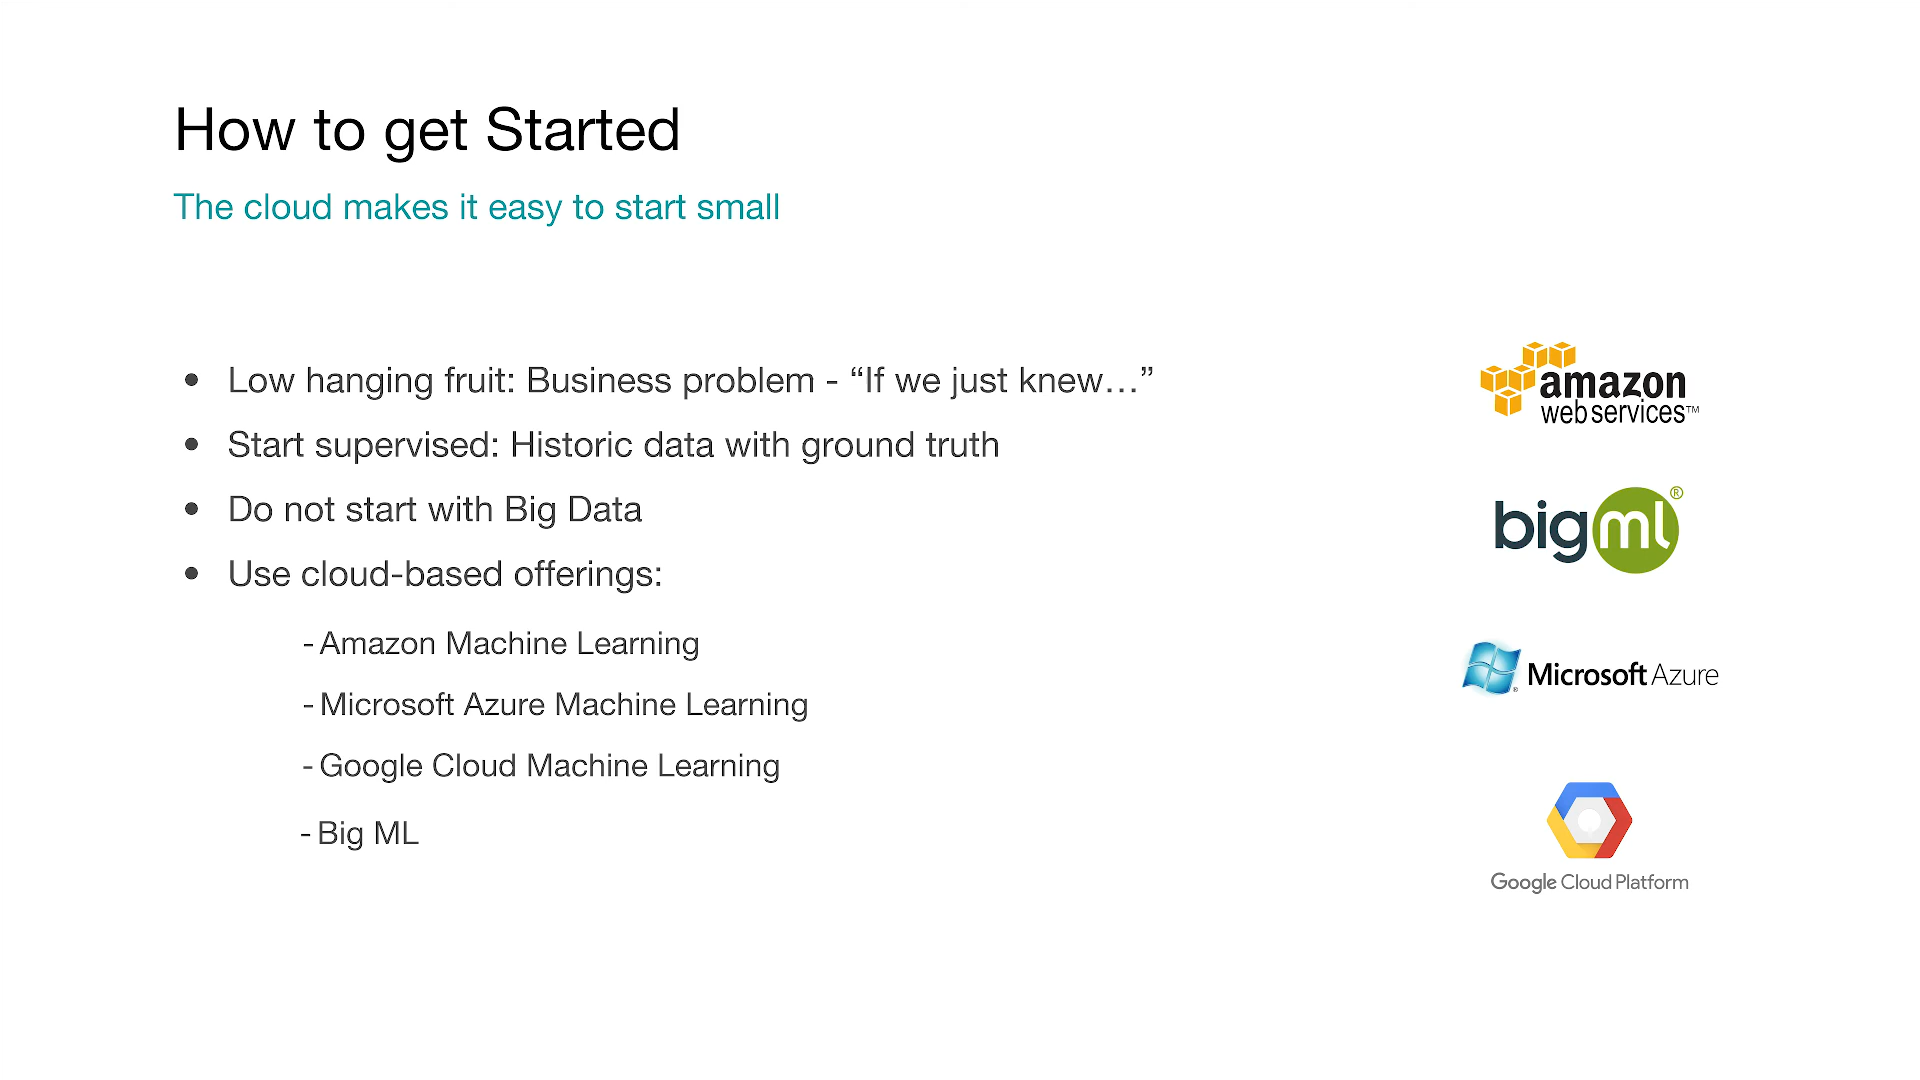 How to get Started
The cloud makes it easy to start small
• Low hanging fruit: Business problem - “If we just knew…”
• Start supervised: Historic data with ground truth
• Do not start with Big Data
• Use cloud-based offerings:
- Amazon Machine Learning
- Microsoft Azure Machine Learning
- Google Cloud Machine Learning
- Big ML
amazon
web services™
bigml®
Microsoft Azure
Google Cloud Platform